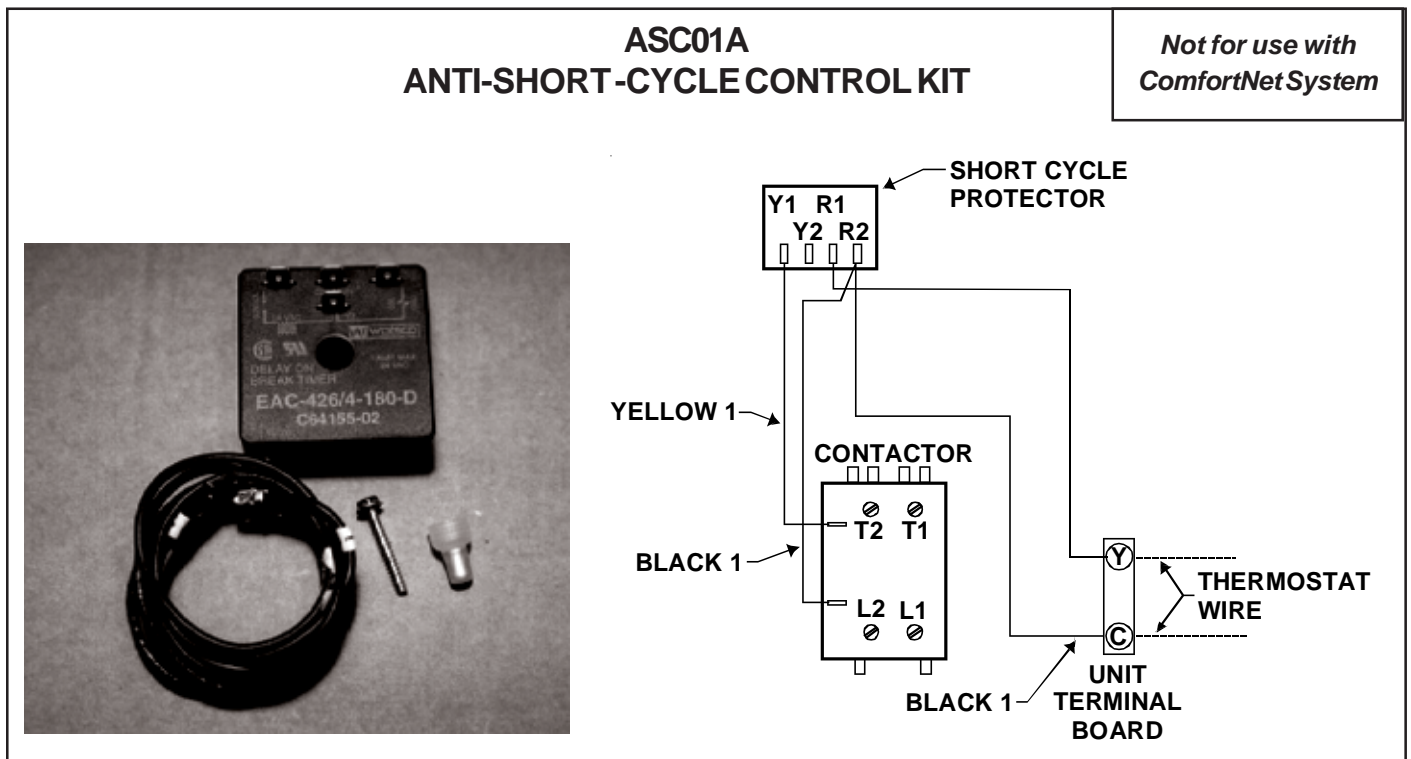 ASC01A
ANTI-SHORT-CYCLE CONTROL KIT
Not for use with
ComfortNet System
DELAY ON
BREAK TIMER
EAC-426/4-180-D
C64155-02
SHORT CYCLE
PROTECTOR
Y1 R1
Y2 R2
YELLOW 1
CONTACTOR
T2 T1
BLACK 1
L2 L1
Y
THERMOSTAT
WIRE
C
BLACK 1
UNIT
TERMINAL
BOARD